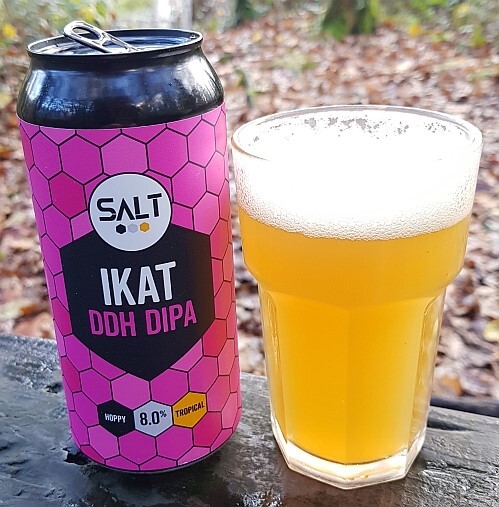 SALT
IKAT
DDH DIPA
HOPPY 8.0% TROPICAL